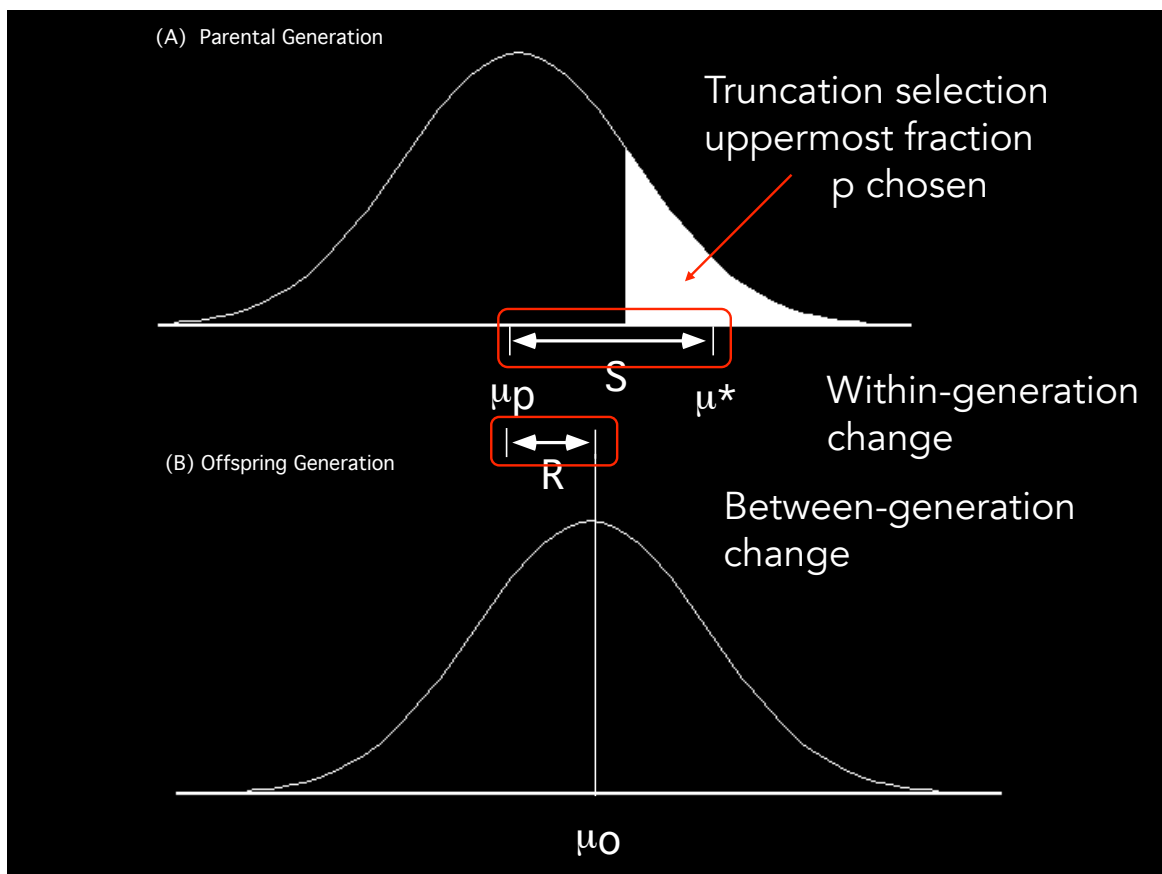 (A) Parental Generation
Truncation selection
uppermost fraction
p chosen
S
μp
μ*
Within-generation
change
R
(B) Offspring Generation
Between-generation
change
μo